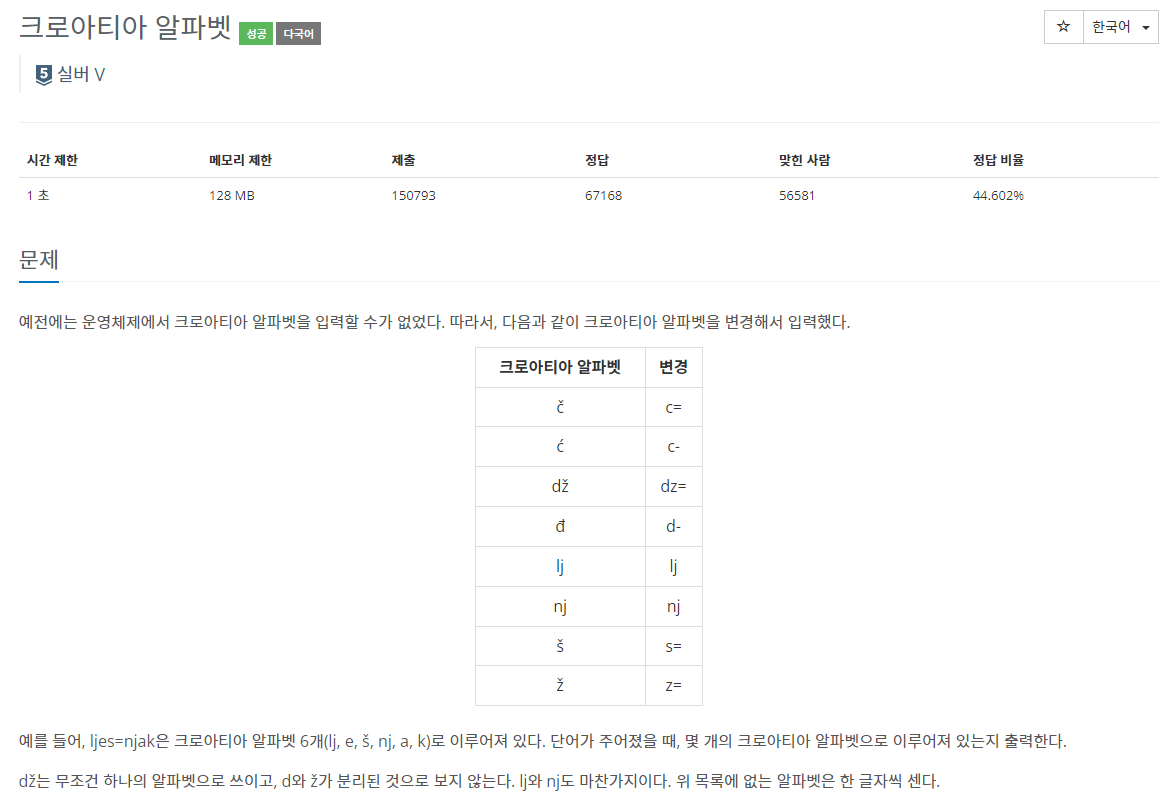 크로아티아 알파벳 성공 다국어
☆ 한국어
5 실버 V
시간 제한 메모리 제한 제출 정답 맞힌 사람 정답 비율
1 초 128 MB 150793 67168 56581 44.602%
문제
예전에는 운영체제에서 크로아티아 알파벳을 입력할 수가 없었다. 따라서, 다음과 같이 크로아티아 알파벳을 변경해서 입력했다.
크로아티아 알파벳 변경
č c=
ć c-
dž dz=
đ d-
lj lj
nj nj
š s=
ž z=
예를 들어, ljes=njak은 크로아티아 알파벳 6개(lj, e, š, nj, a, k)로 이루어져 있다. 단어가 주어졌을 때, 몇 개의 크로아티아 알파벳으로 이루어져 있는지 출력한다.
dž는 무조건 하나의 알파벳으로 쓰이고, d와 ž가 분리된 것으로 보지 않는다. lj와 nj도 마찬가지이다. 위 목록에 없는 알파벳은 한 글자씩 센다.